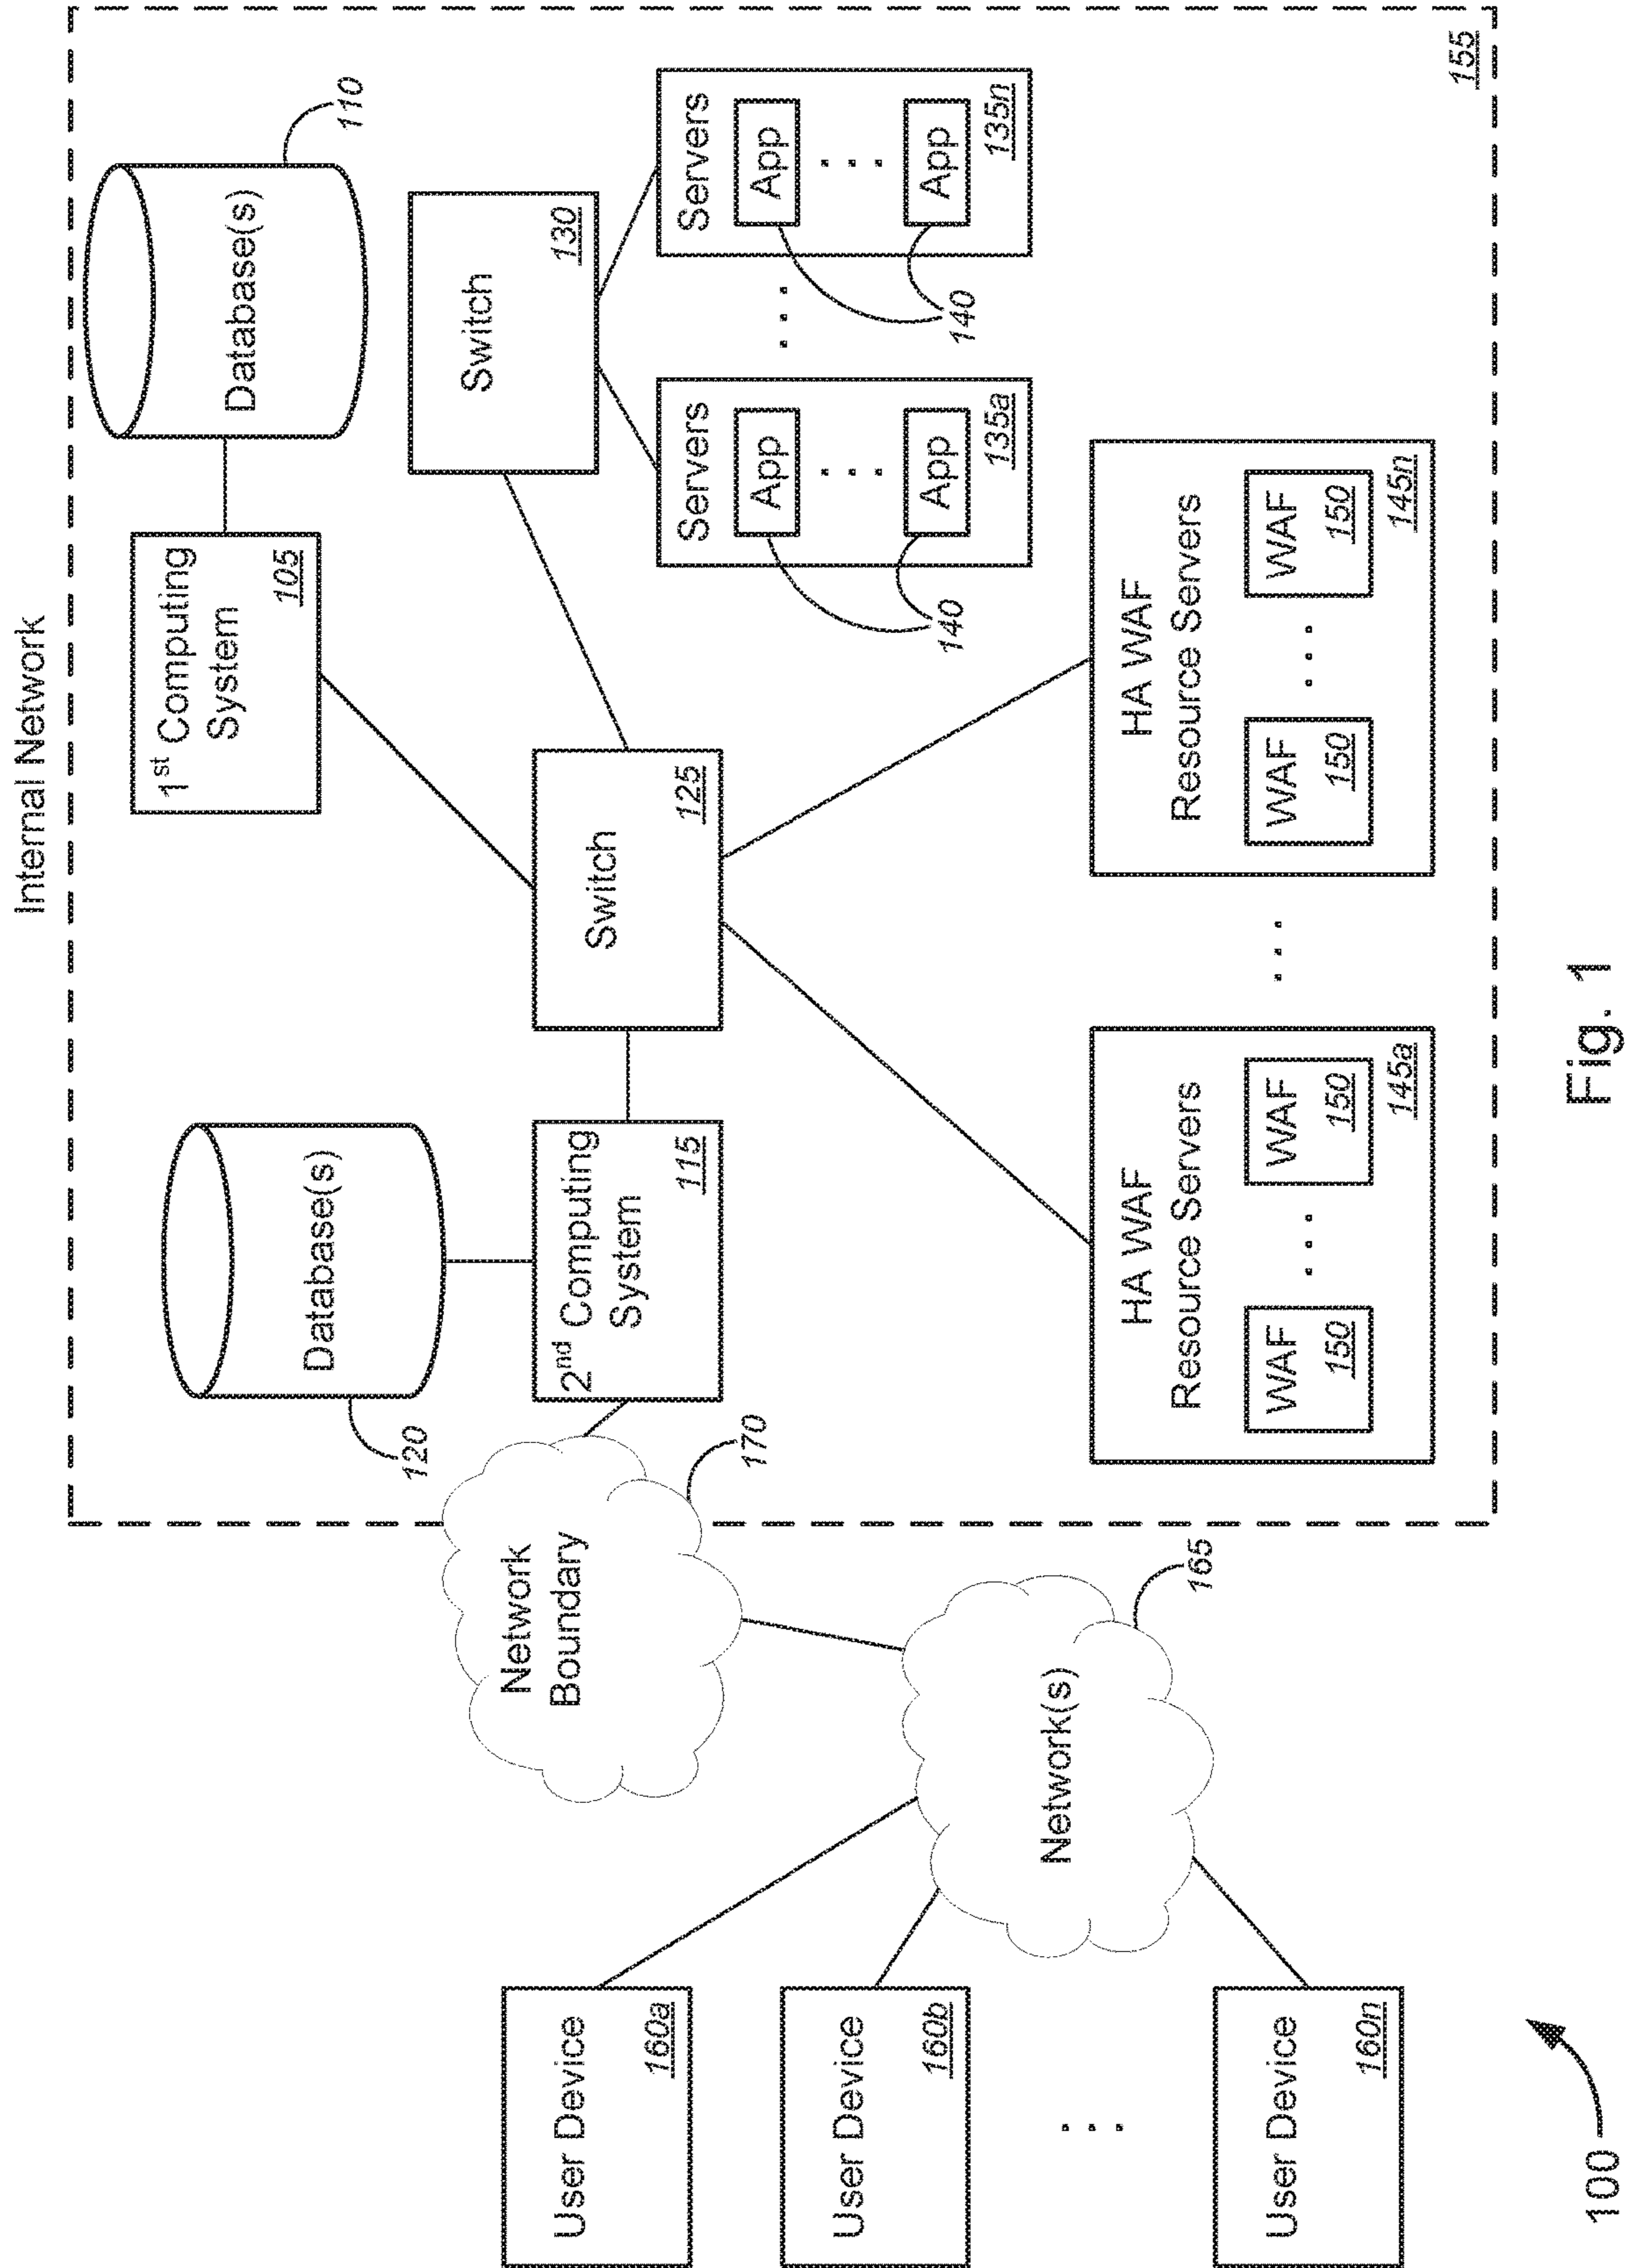 Internal Network
Database(s)
110
1st Computing
System
105
Database(s)
120
Switch
130
Servers
App
. . .
App
135a
140
. . .
Servers
App
. . .
App
135n
140
Switch
125
2nd Computing
System
115
Network
Boundary
170
Network(s)
165
User Device
160a
User Device
160b
. . .
User Device
160n
HA WAF
Resource Servers
WAF
150
. . .
WAF
150
145a
. . .
HA WAF
Resource Servers
WAF
150
. . .
WAF
150
145n
155
100
Fig. 1